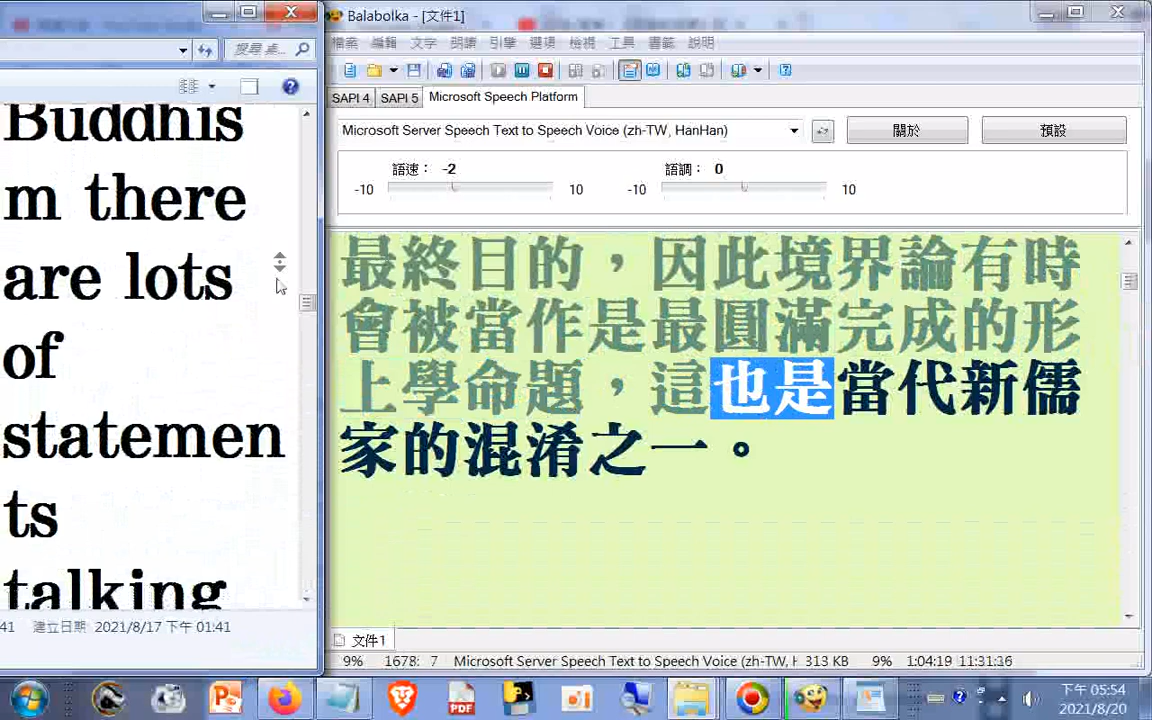 搜尋 桌...
Buddhis
m there
are lots
of
statemen
ts
talking
41 建立日期: 2021/8/17 下午 01:41
Balabolka - [文件1]
檔案 編輯 文字 朗讀 引擎 選項 檢視 工具 書籤 說明
SAPI 4 SAPI 5 Microsoft Speech Platform
Microsoft Server Speech Text to Speech Voice (zh-TW, HanHan)
關於 預設
語速： -2 語調： 0
-10 10 -10 10
最終目的，因此境界論有時
會被當作是最圓滿完成的形
上學命題，這也是當代新儒
家的混淆之一。
文件1
9% 1678: 7 Microsoft Server Speech Text to Speech Voice (zh-TW, H 313 KB 9% 1:04:19 11:31:16
PDF
下午 05:54
2021/8/20